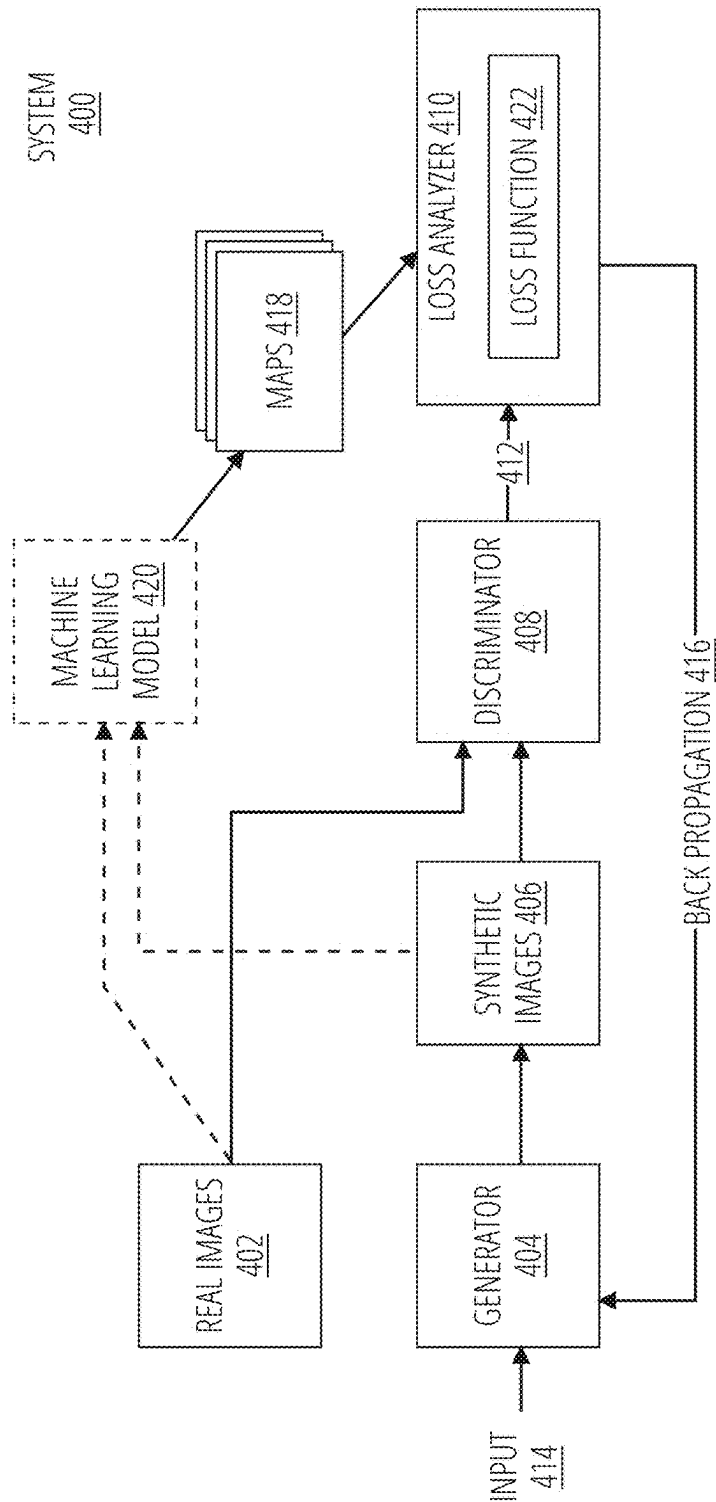 SYSTEM
400
MACHINE
LEARNING
MODEL 420
MAPS 418
REAL IMAGES
402
INPUT
414
GENERATOR
404
SYNTHETIC
IMAGES 406
DISCRIMINATOR
408
412
LOSS ANALYZER 410
LOSS FUNCTION 422
BACK PROPAGATION 416